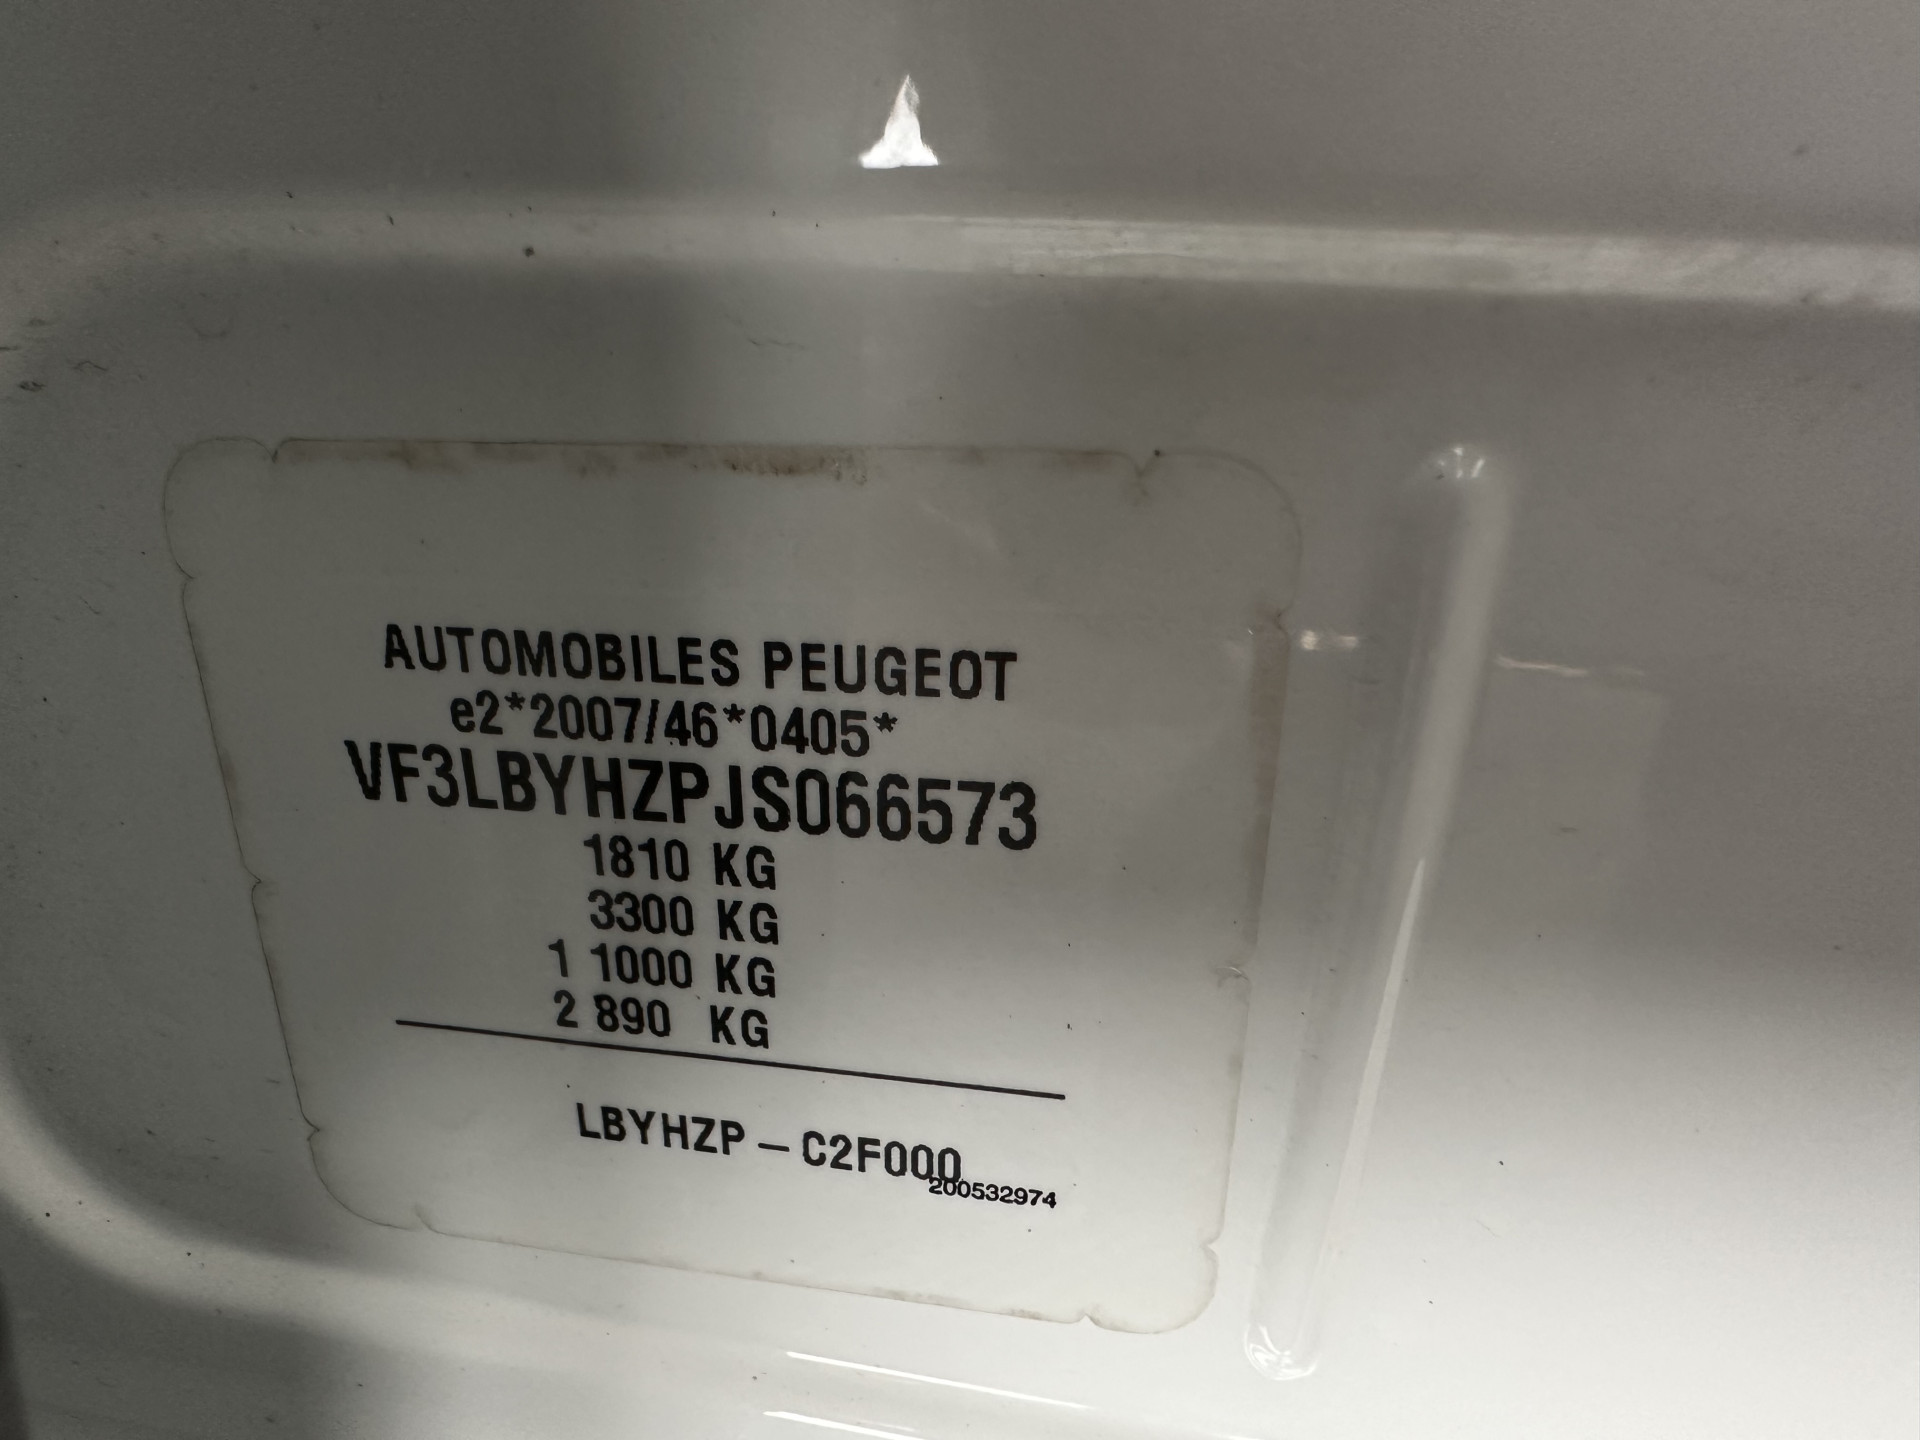 AUTOMOBILES PEUGEOT
e2*2007/46*0405*
VF3LBYHZPJS066573
1810 KG
3300 KG
1 1000 KG
2 890 KG
LBYHZP – C2F000
200532974